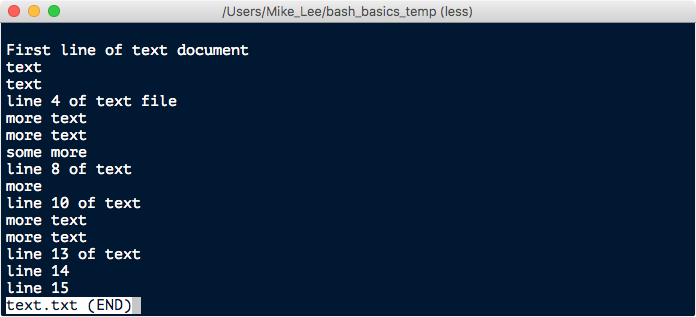 /Users/Mike_Lee/bash_basics_temp (less)
First line of text document
text
text
line 4 of text file
more text
more text
some more
line 8 of text
more
line 10 of text
more text
more text
line 13 of text
line 14
line 15
text.txt (END)